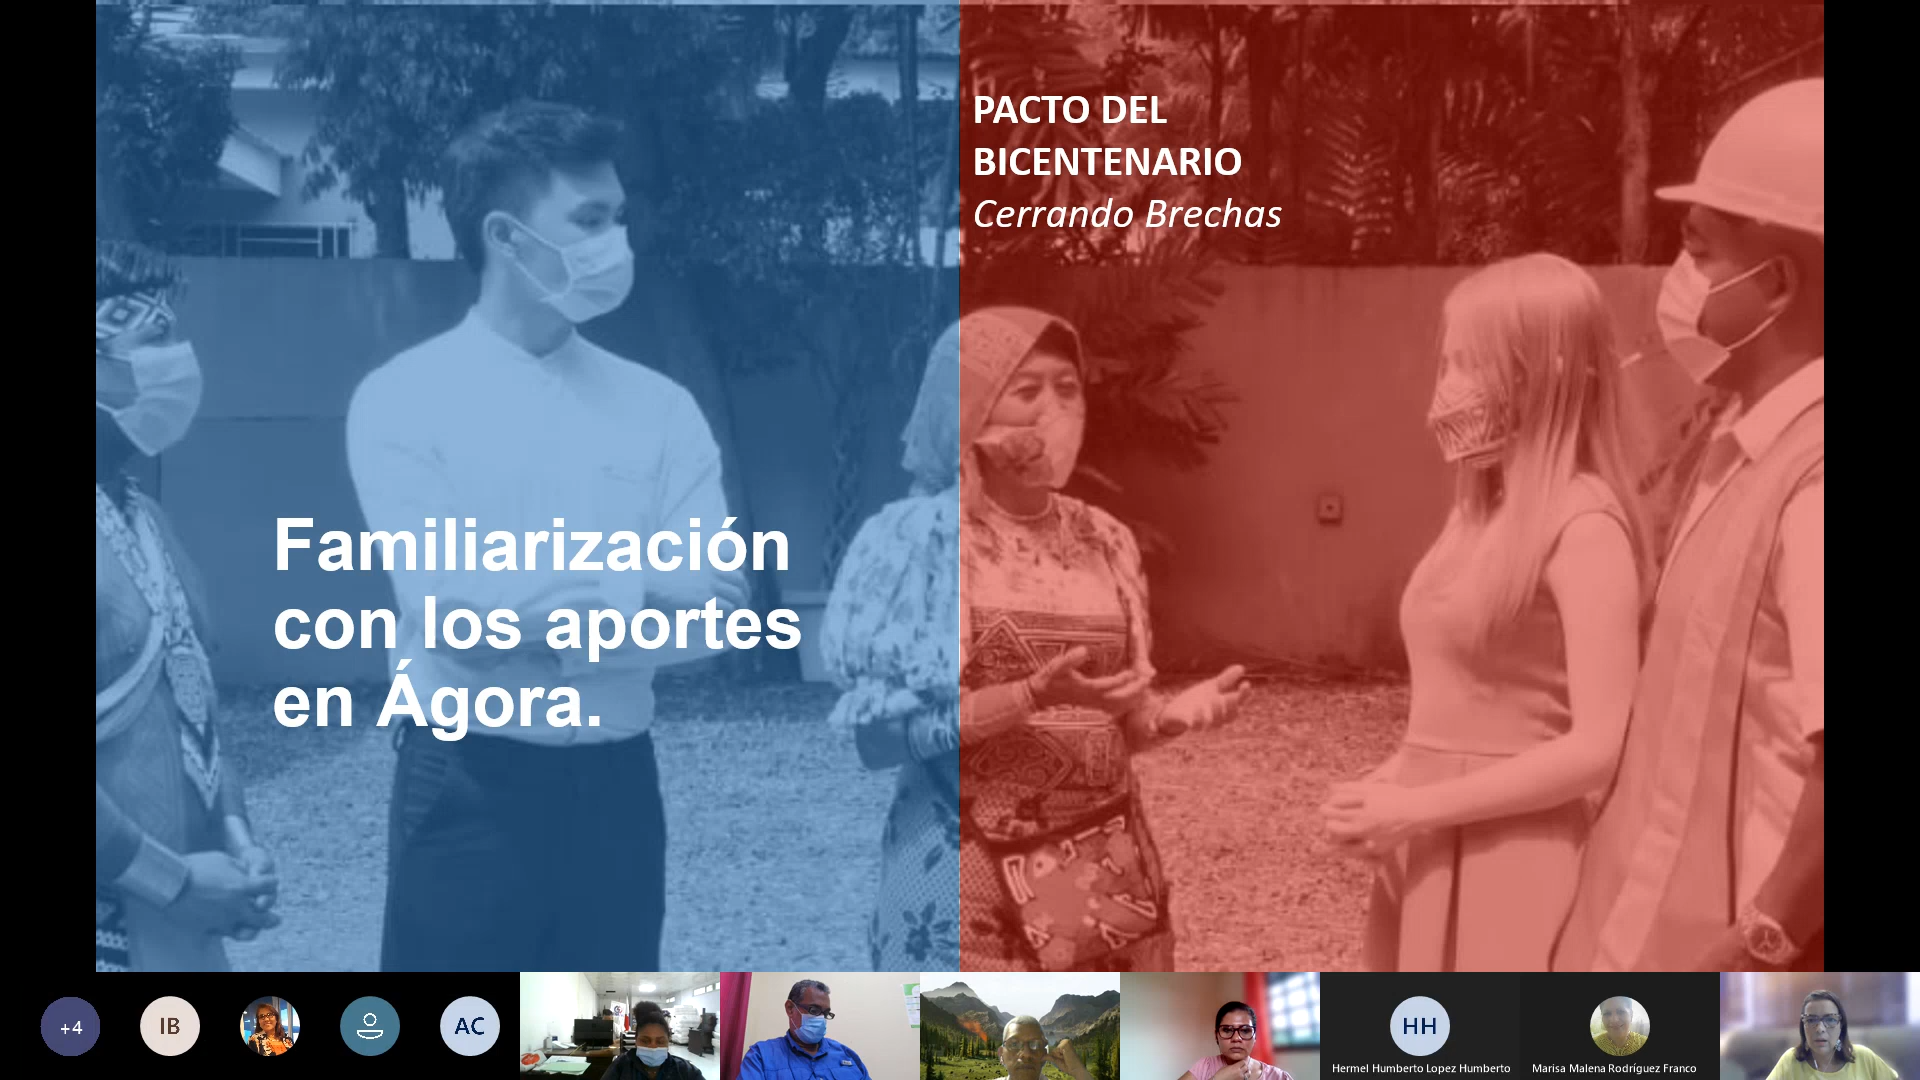 PACTO DEL
BICENTENARIO
Cerrando Brechas
Familiarización
con los aportes
en Ágora.
+4
IB
AC
HH
Hermel Humberto Lopez Humberto
Marisa Malena Rodríguez Franco